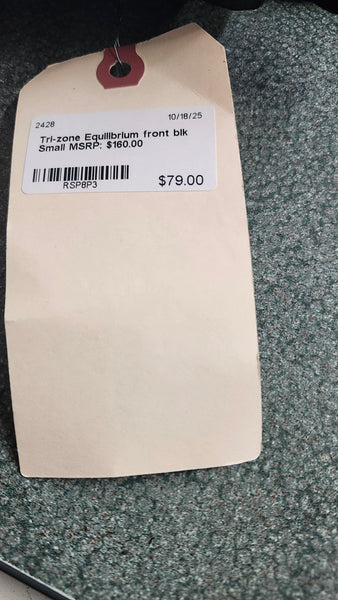 2428 10/18/25
Tri-zone Equilibrium front blk
Small MSRP: $160.00
RSP8P3 $79.00